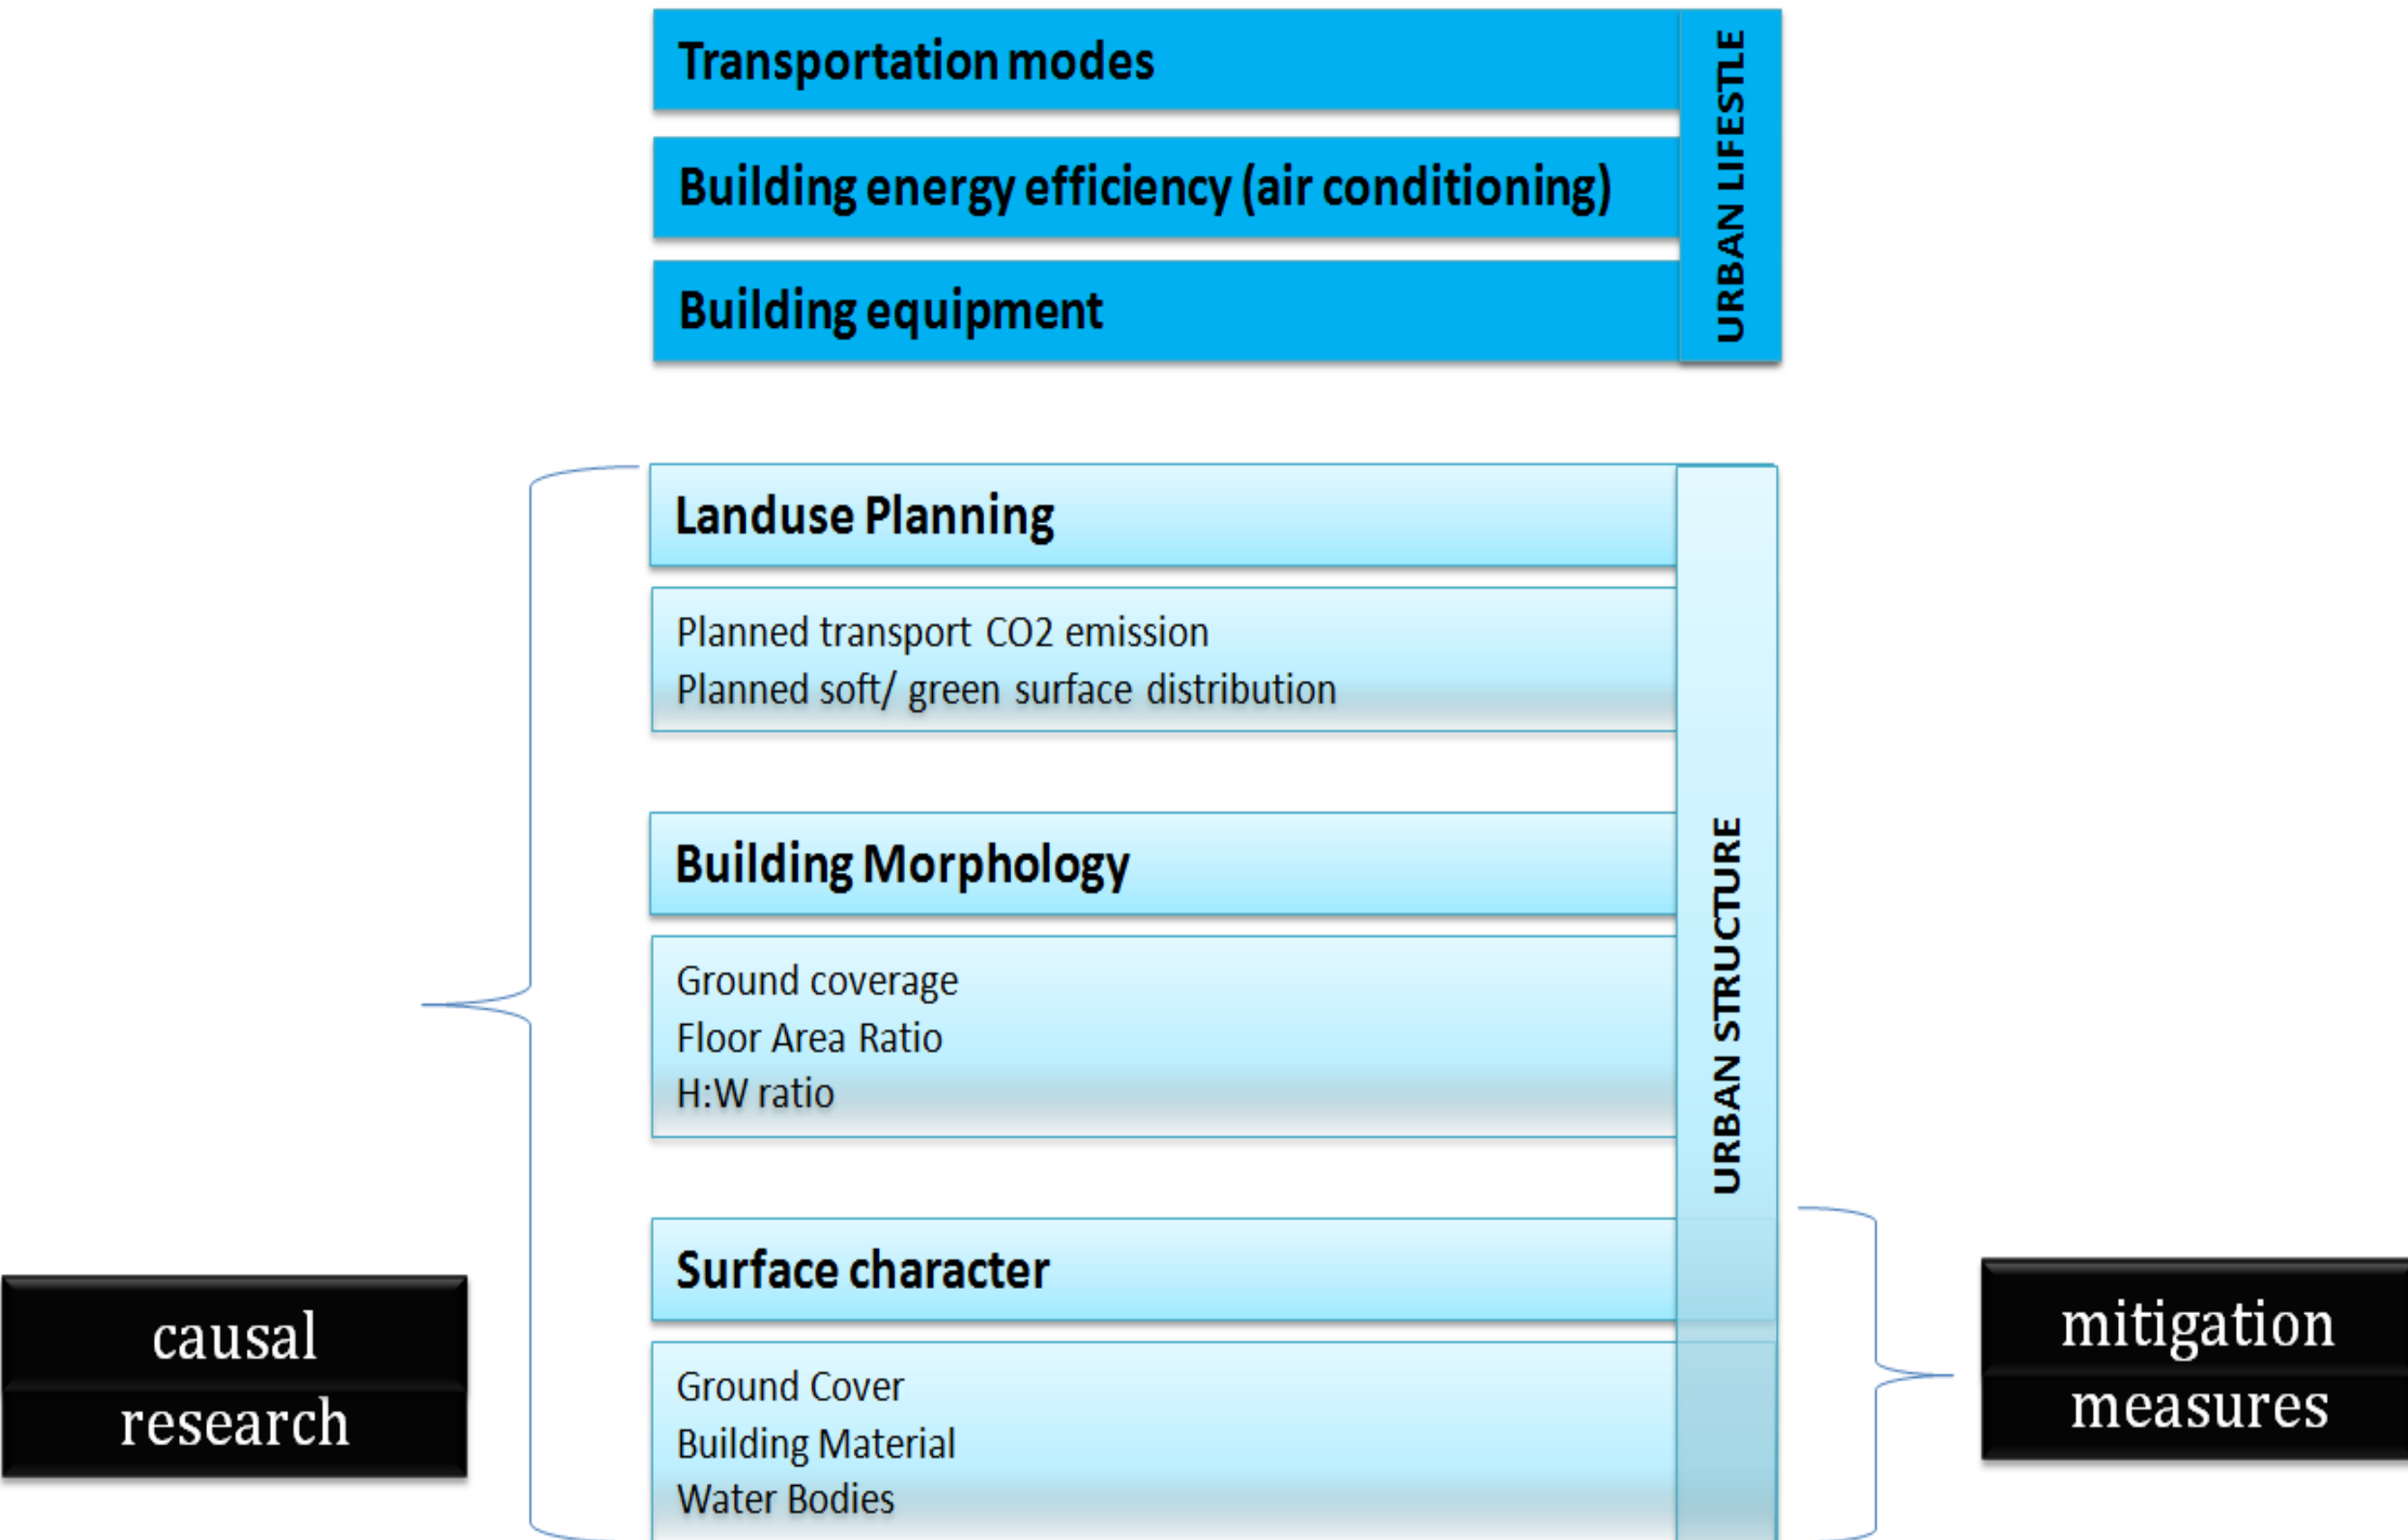 Transportation modes
Building energy efficiency (air conditioning)
Building equipment
URBAN LIFESTLE
Landuse Planning
Planned transport CO2 emission
Planned soft/ green surface distribution
Building Morphology
Ground coverage
Floor Area Ratio
H:W ratio
URBAN STRUCTURE
Surface character
Ground Cover
Building Material
Water Bodies
causal
research
mitigation
measures